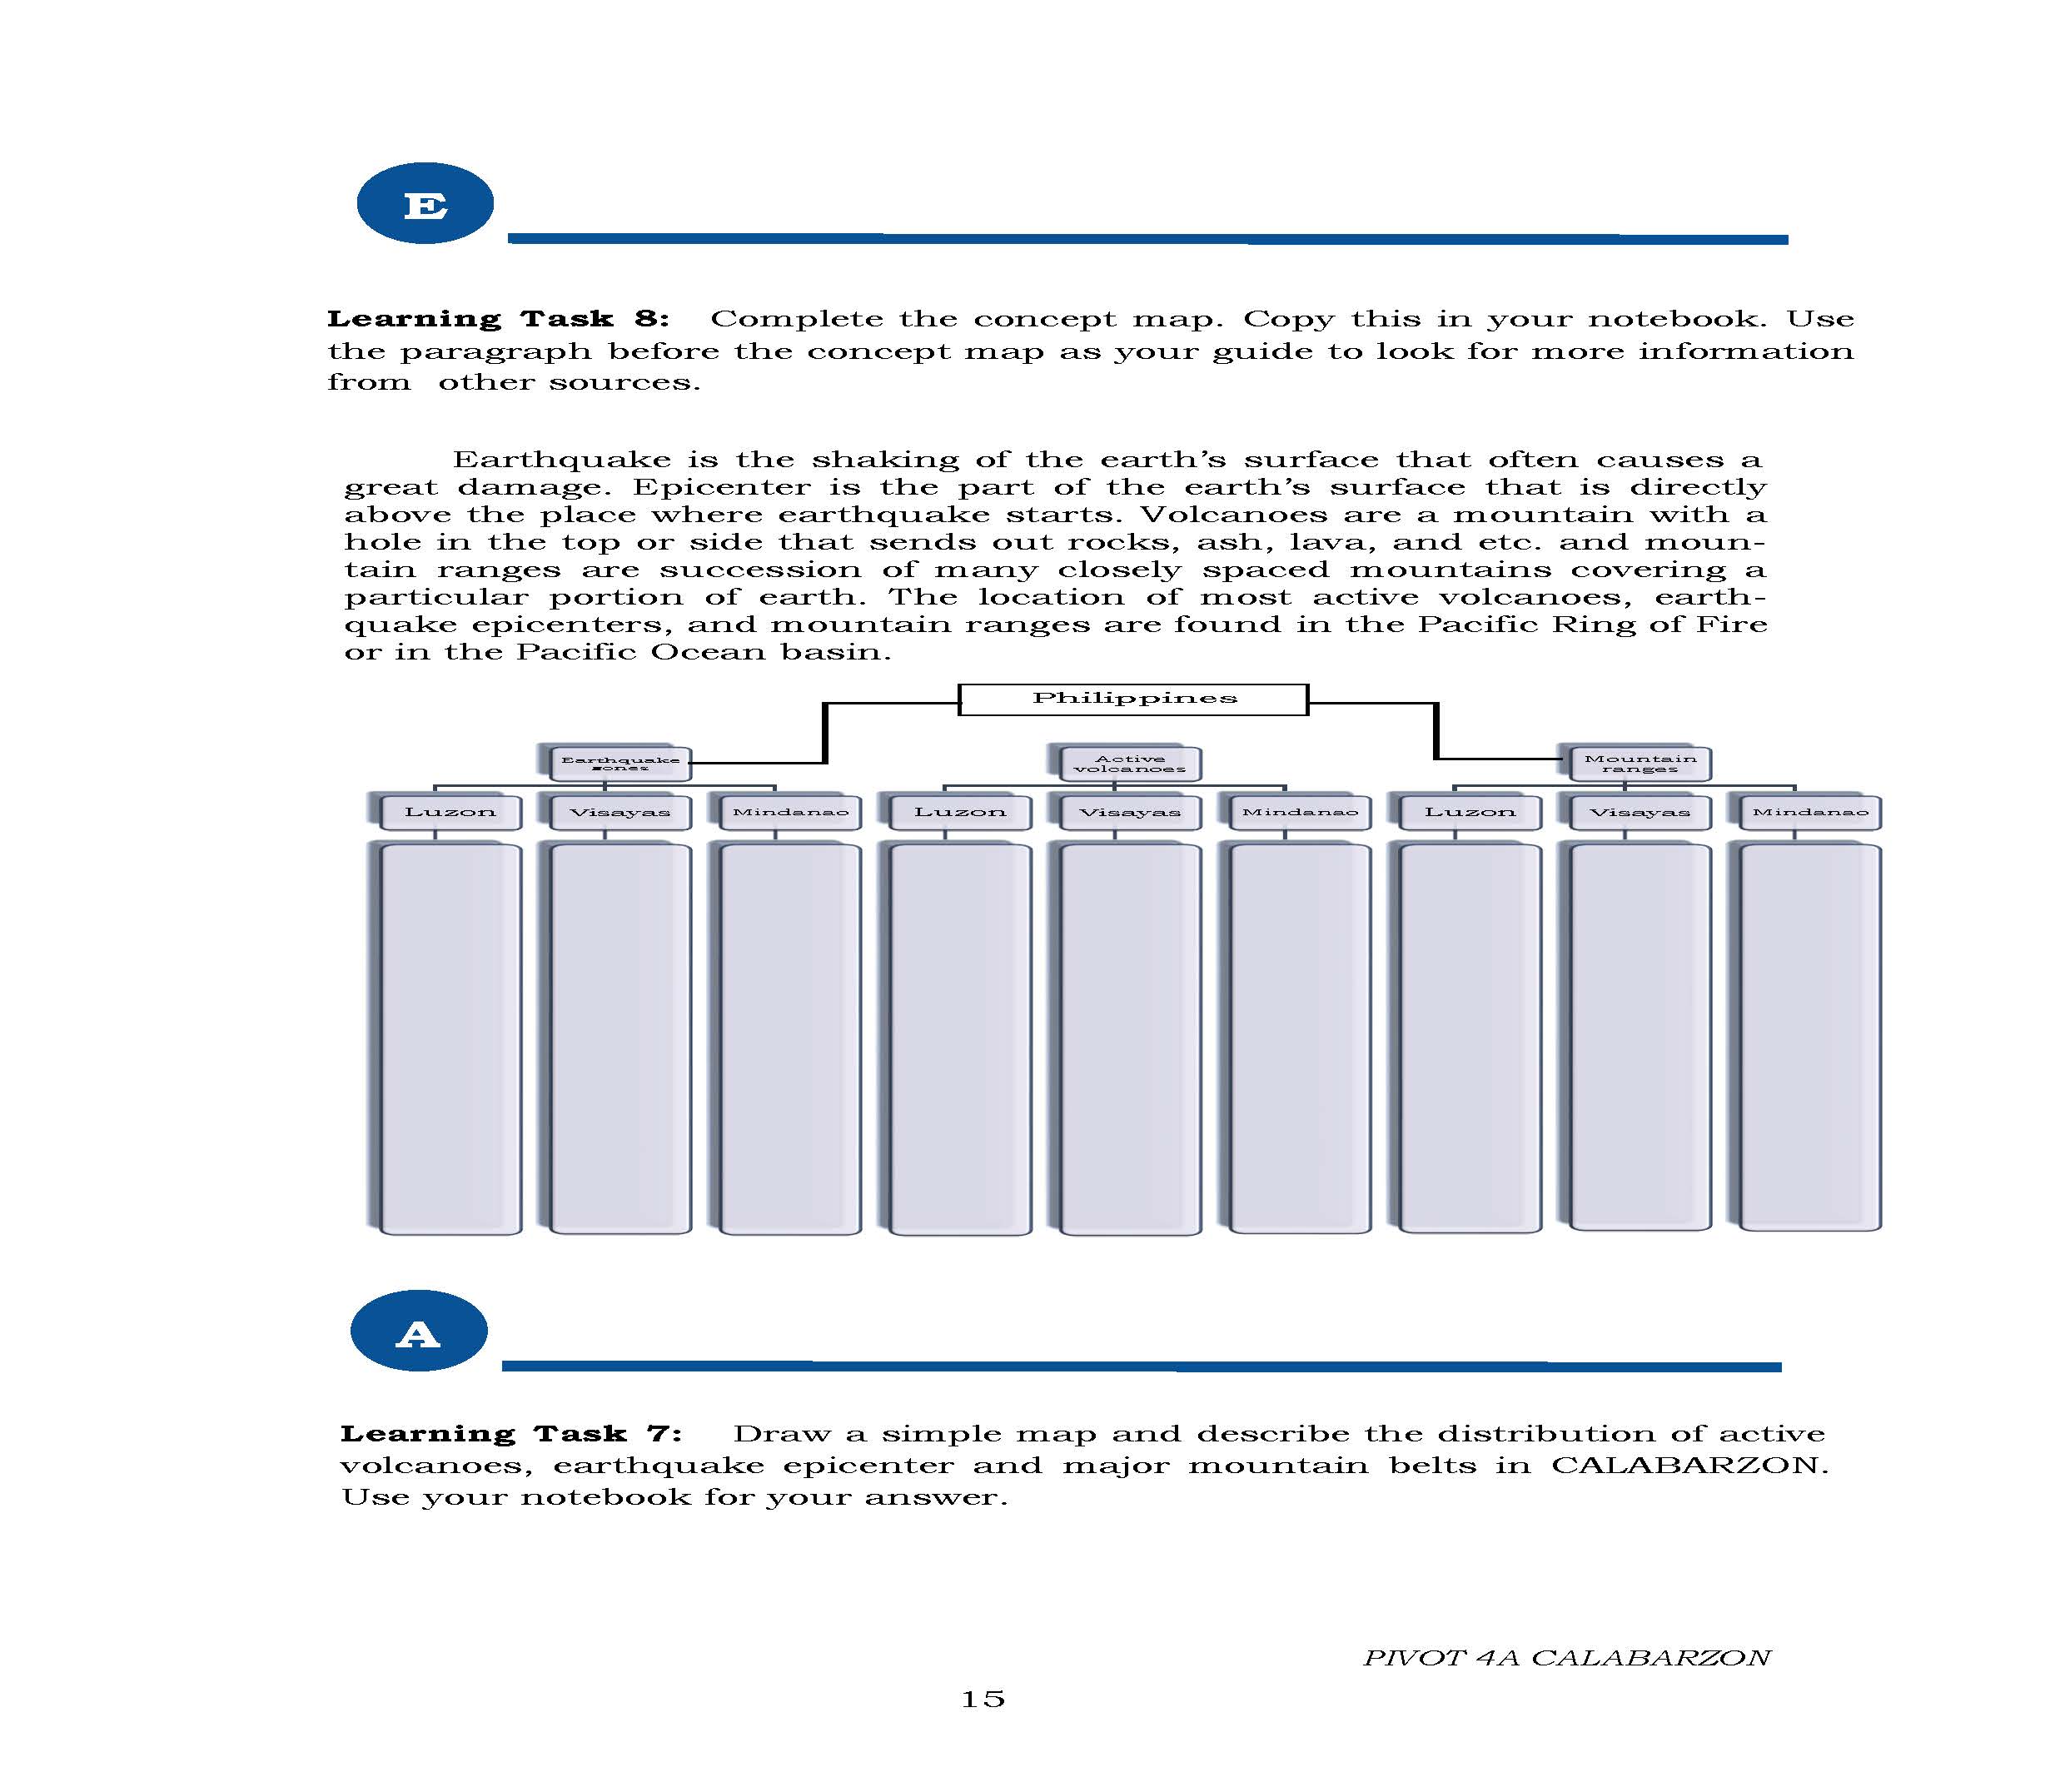 E
Learning Task 8: Complete the concept map. Copy this in your notebook. Use
the paragraph before the concept map as your guide to look for more information
from other sources.
Earthquake is the shaking of the earth’s surface that often causes a
great damage. Epicenter is the part of the earth’s surface that is directly
above the place where earthquake starts. Volcanoes are a mountain with a
hole in the top or side that sends out rocks, ash, lava, and etc. and moun-
tain ranges are succession of many closely spaced mountains covering a
particular portion of earth. The location of most active volcanoes, earth-
quake epicenters, and mountain ranges are found in the Pacific Ring of Fire
or in the Pacific Ocean basin.
Philippines
Earthquake
zones
Active
volcanoes
Mountain
ranges
Luzon Visayas Mindanao Luzon Visayas Mindanao Luzon Visayas Mindanao
A
Learning Task 7: Draw a simple map and describe the distribution of active
volcanoes, earthquake epicenter and major mountain belts in CALABARZON.
Use your notebook for your answer.
PIVOT 4A CALABARZON
15